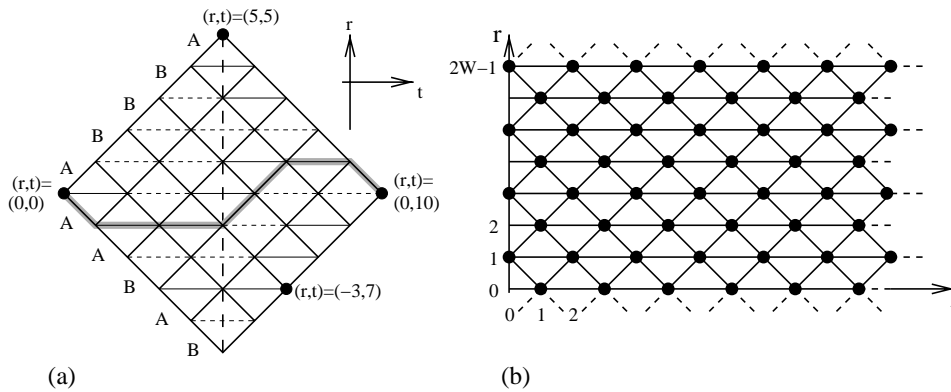 (r,t)=(5,5)
A
r
t
B
B
B
A
(r,t)=
(0,0)
(r,t)=
(0,10)
A
A
B
(r,t)=(−3,7)
A
B
(a)
r
2W−1
2
1
0
0 1 2
(b)